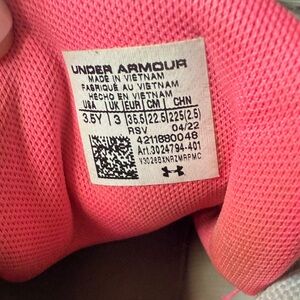 UNDER ARMOUR
MADE IN VIETNAM
FABRIQUÉ AU VIETNAM
HECHO EN VIETNAM
USA UK EUR CM CHN
3.5Y 3 35.5 22.5 225(2.5)
RSV 04/22
4211880048
Art.3024794-401